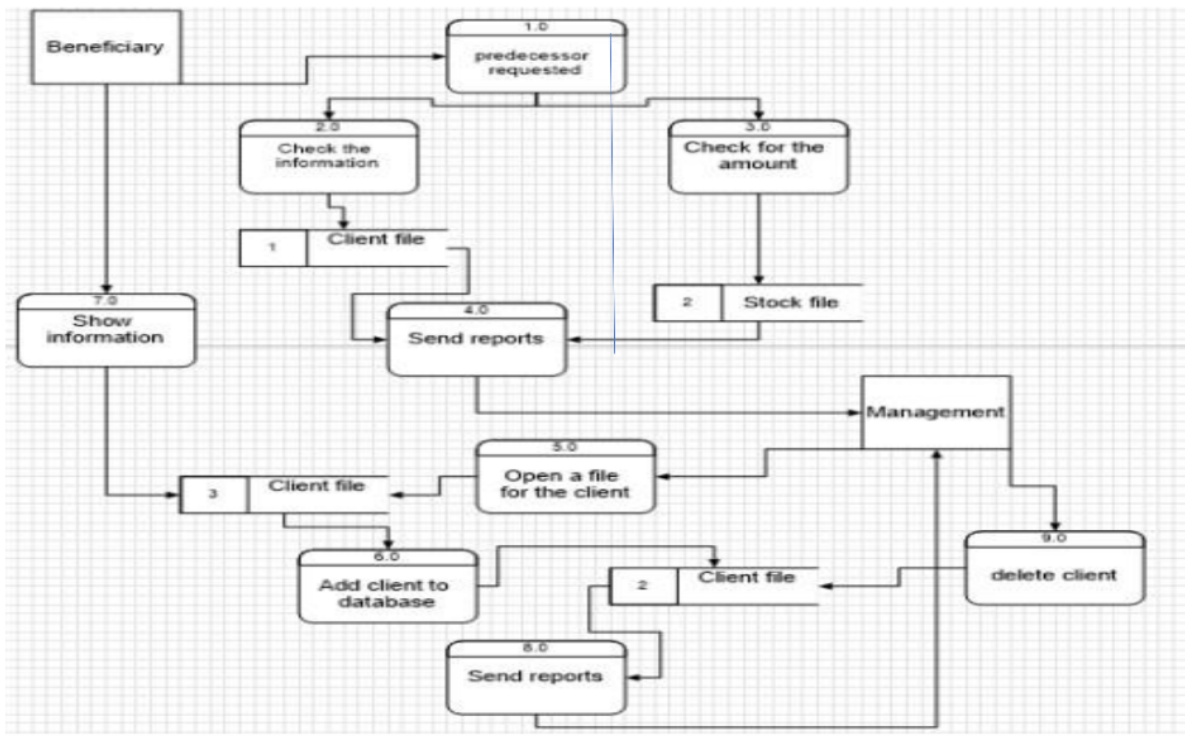 Beneficiary
1.0
predecessor
requested
2.0
Check the
information
3.0
Check for the
amount
1
Client file
2
Stock file
7.0
Show
information
4.0
Send reports
Management
5.0
Open a file
for the client
3
Client file
6.0
Add client to
database
2
Client file
9.0
delete client
8.0
Send reports